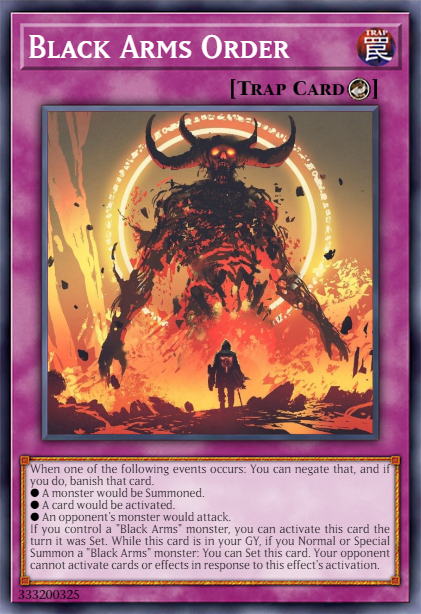 Black Arms Order
TRAP
罠
[Trap Card]
When one of the following events occurs: You can negate that, and if
you do, banish that card.
● A monster would be Summoned.
● A card would be activated.
● An opponent's monster would attack.
If you control a "Black Arms" monster, you can activate this card the
turn it was Set. While this card is in your GY, if you Normal or Special
Summon a "Black Arms" monster: You can Set this card. Your opponent
cannot activate cards or effects in response to this effect's activation.
333200325